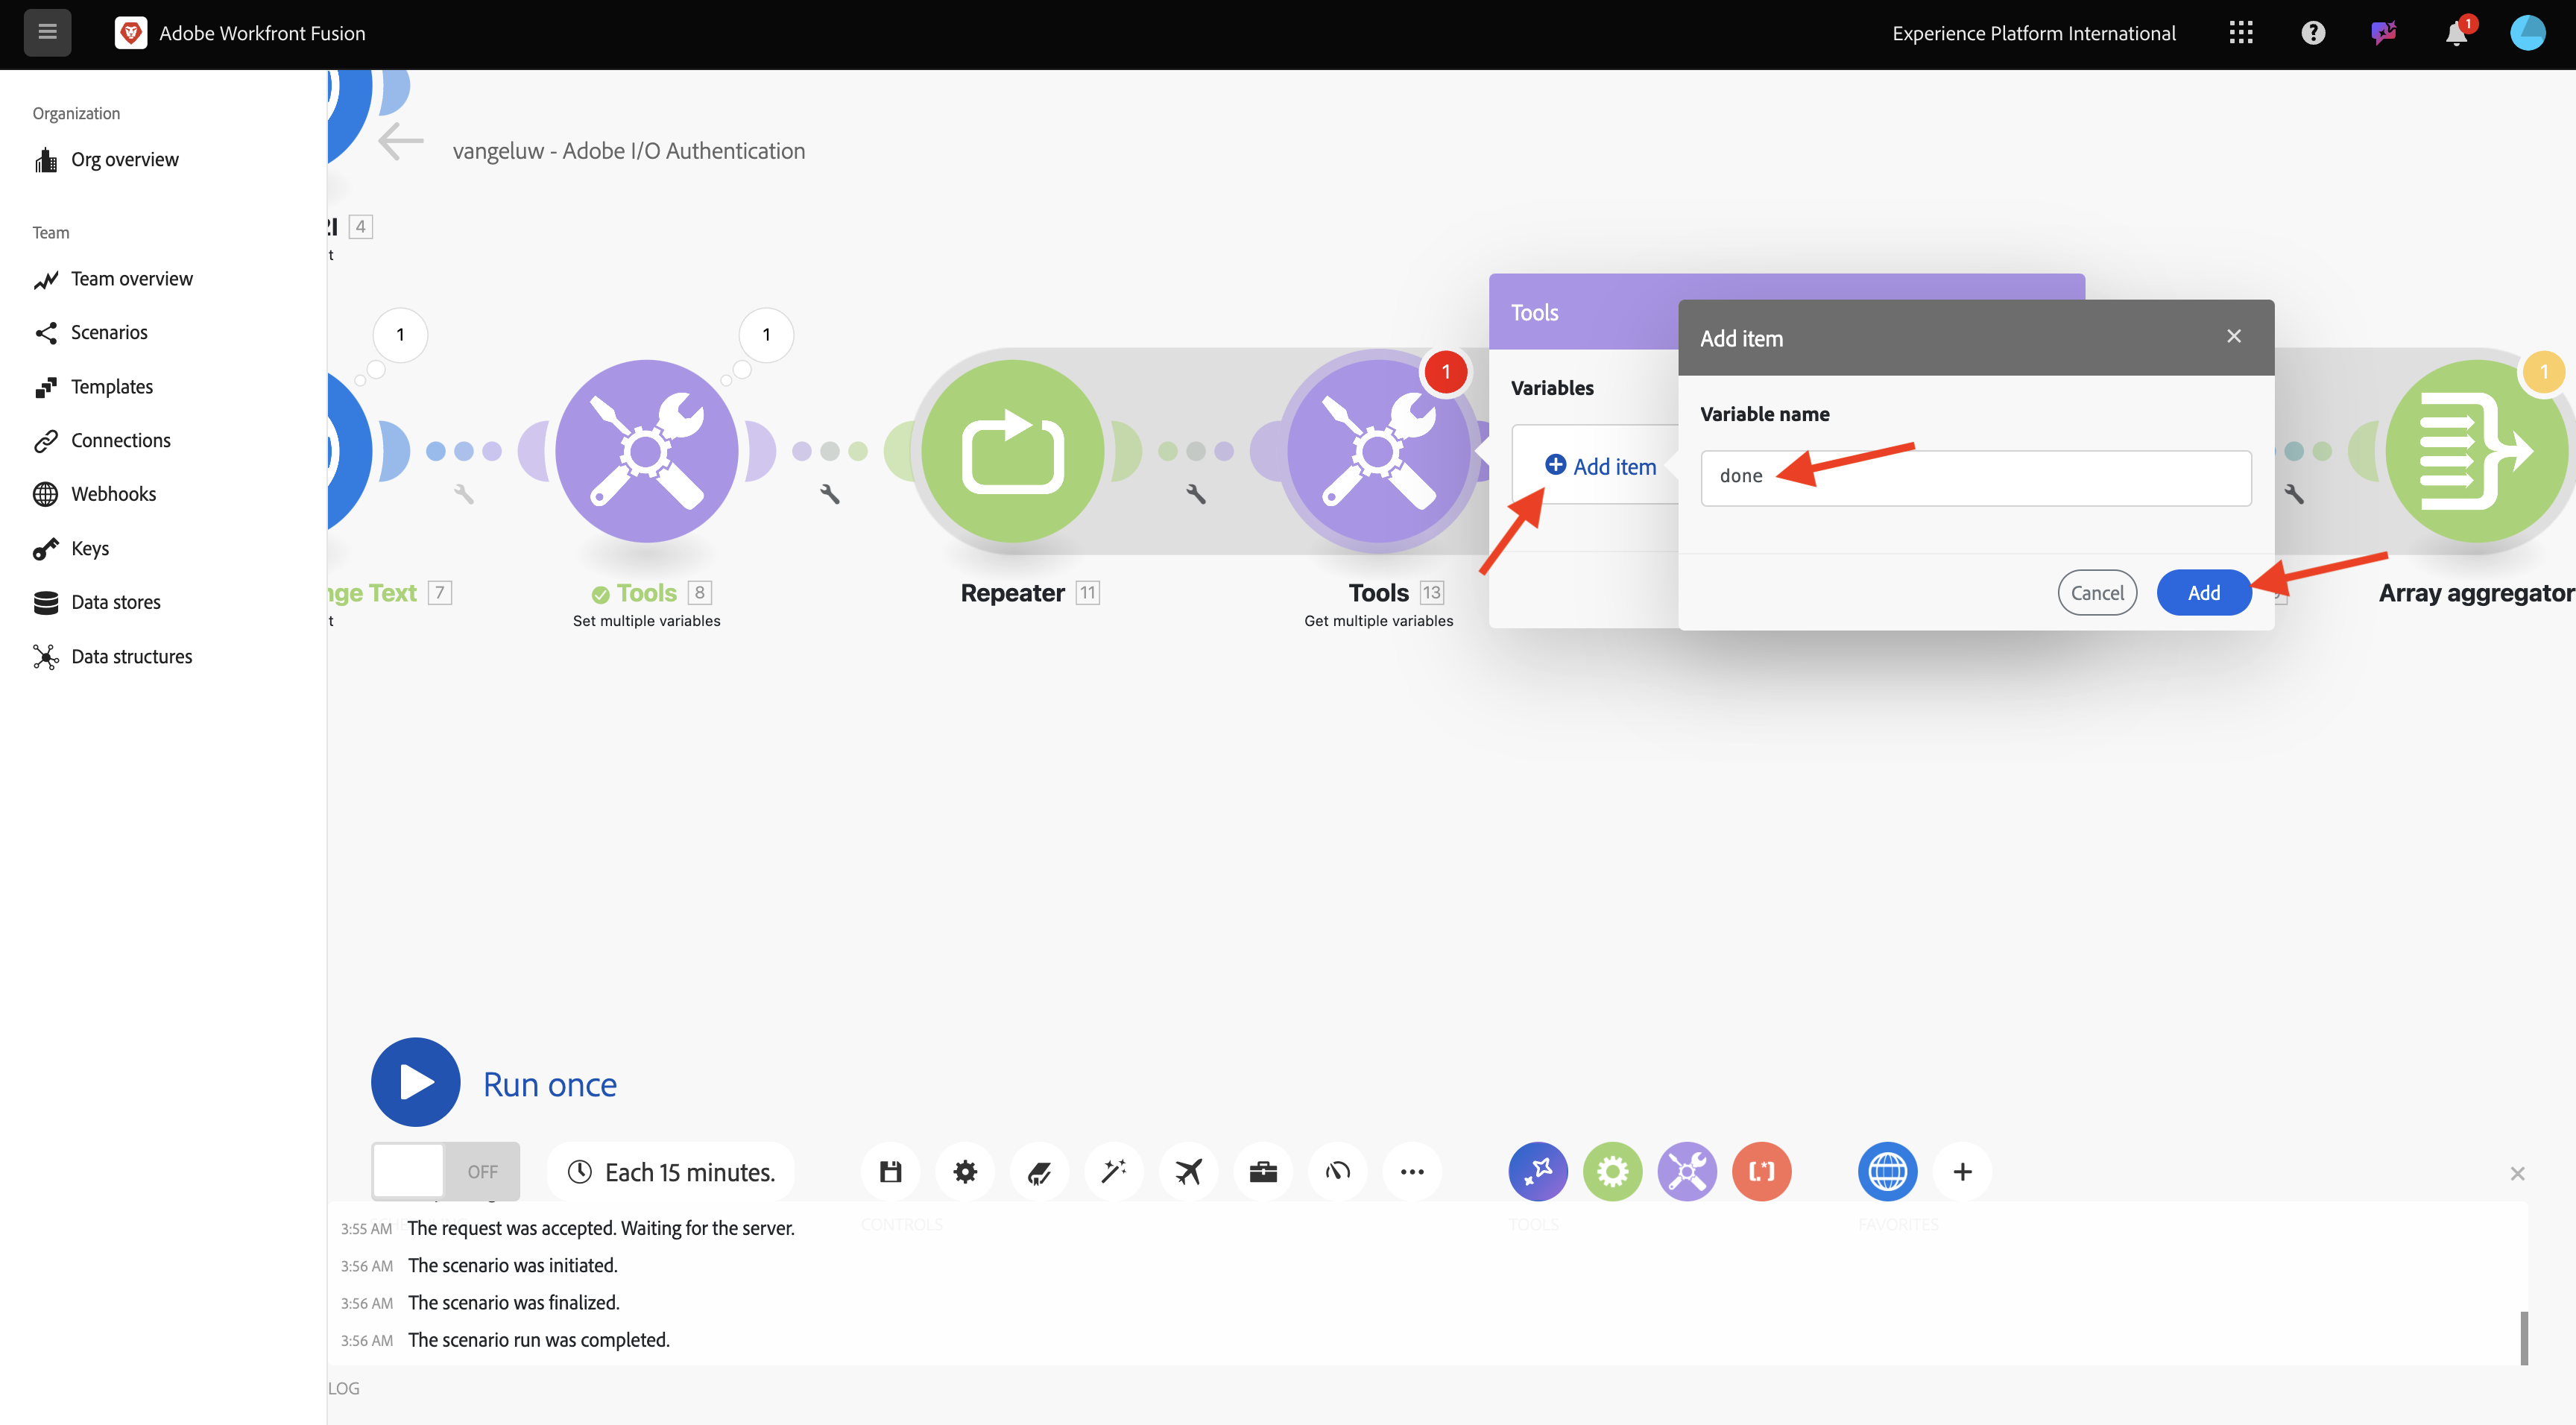 Adobe Workfront Fusion
Experience Platform International
1
Organization
Org overview
Team
Team overview
Scenarios
Templates
Connections
Webhooks
Keys
Data stores
Data structures
vangeluw - Adobe I/O Authentication
4
t
1
1
1
1
nge Text 7
t
Tools 8
Set multiple variables
Repeater 11
Tools 13
Get multiple variables
Array aggregator
Tools
Variables
Add item
Add item
Variable name
done
Cancel
Add
Run once
OFF
Each 15 minutes.
CONTROLS
TOOLS
FAVORITES
3:55 AM The request was accepted. Waiting for the server.
3:56 AM The scenario was initiated.
3:56 AM The scenario was finalized.
3:56 AM The scenario run was completed.
LOG